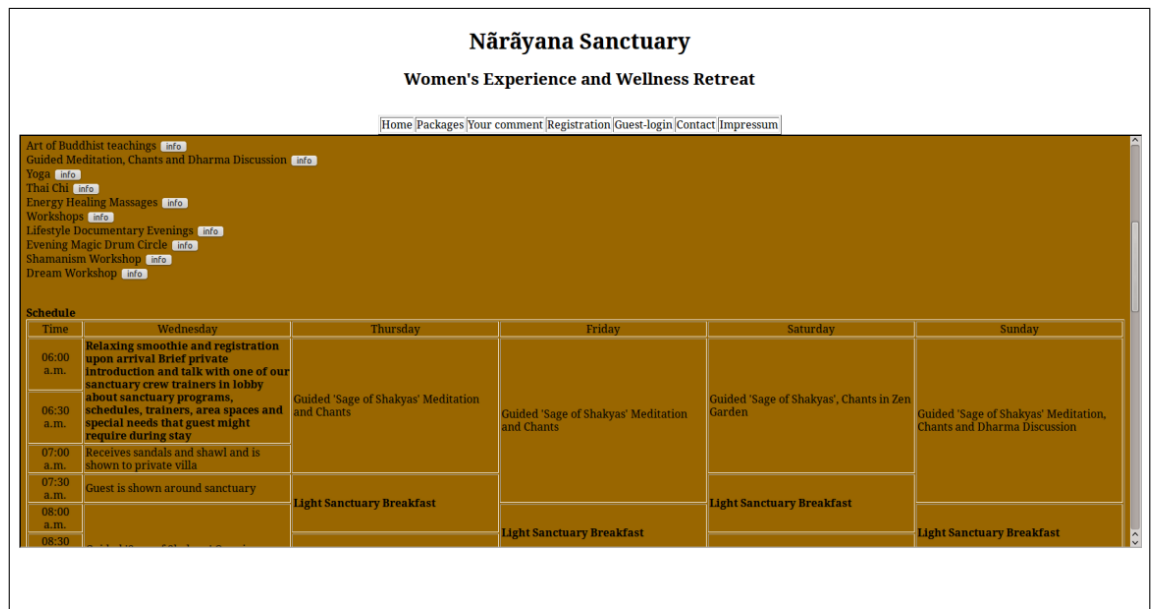 Nãrãyana Sanctuary
Women's Experience and Wellness Retreat
Home Packages Your comment Registration Guest-login Contact Impressum
Art of Buddhist teachings info
Guided Meditation, Chants and Dharma Discussion info
Yoga info
Thai Chi info
Energy Healing Massages info
Workshops info
Lifestyle Documentary Evenings info
Evening Magic Drum Circle info
Shamanism Workshop info
Dream Workshop info
Schedule
Time Wednesday Thursday Friday Saturday Sunday
06:00
a.m.
Relaxing smoothie and registration
upon arrival Brief private
introduction and talk with one of our
sanctuary crew trainers in lobby
about sanctuary programs,
schedules, trainers, area spaces and
special needs that guest might
require during stay
Guided 'Sage of Shakyas' Meditation
and Chants
Guided 'Sage of Shakyas' Meditation
and Chants
Guided 'Sage of Shakyas', Chants in Zen
Garden
Guided 'Sage of Shakyas' Meditation,
Chants and Dharma Discussion
06:30
a.m.
07:00
a.m.
Receives sandals and shawl and is
shown to private villa
07:30
a.m.
Guest is shown around sanctuary
Light Sanctuary Breakfast
Light Sanctuary Breakfast
08:00
a.m.
Light Sanctuary Breakfast
Light Sanctuary Breakfast
08:30